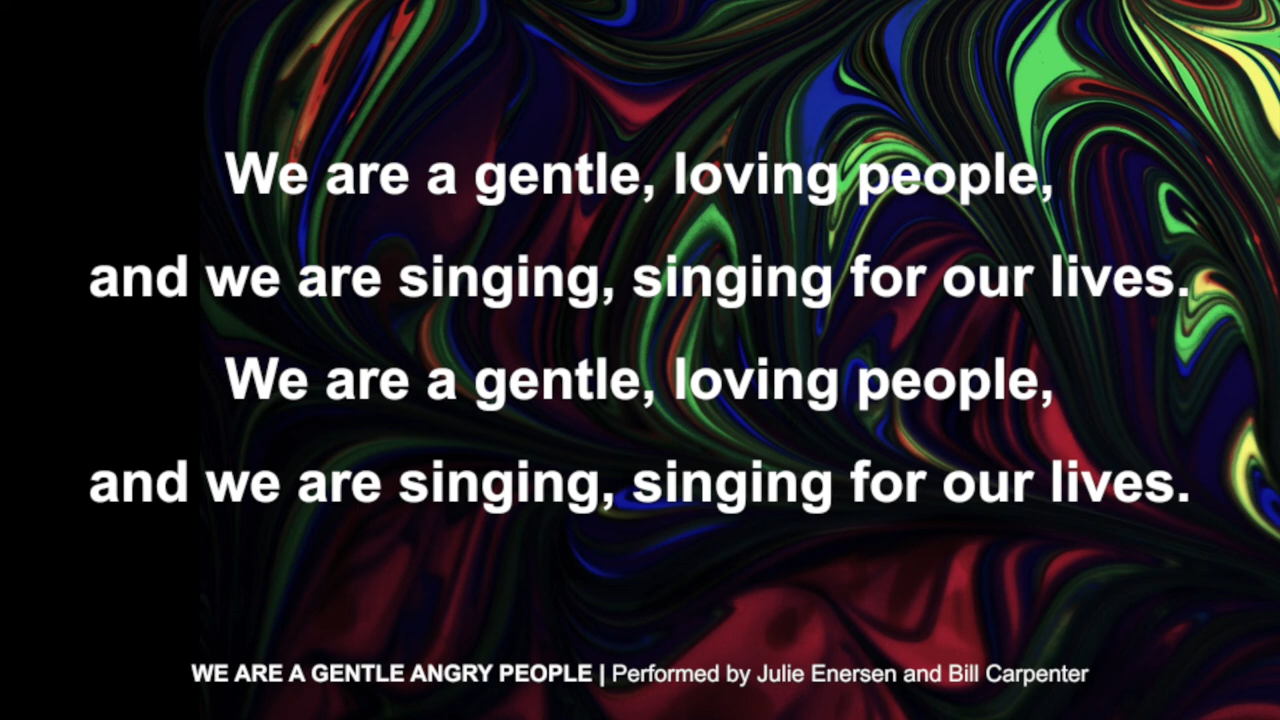 We are a gentle, loving people,
and we are singing, singing for our lives.
We are a gentle, loving people,
and we are singing, singing for our lives.
WE ARE A GENTLE ANGRY PEOPLE | Performed by Julie Enersen and Bill Carpenter